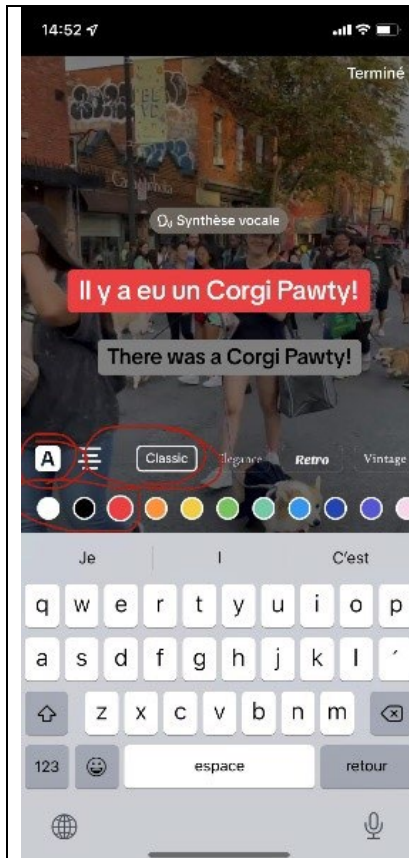 14:52
Terminé
Synthèse vocale
Il y a eu un Corgi Pawty!
There was a Corgi Pawty!
A
Classic Elegance Retro Vintage
Je I C'est
q w e r t y u i o p
a s d f g h j k l ´
z x c v b n m
123 espace retour